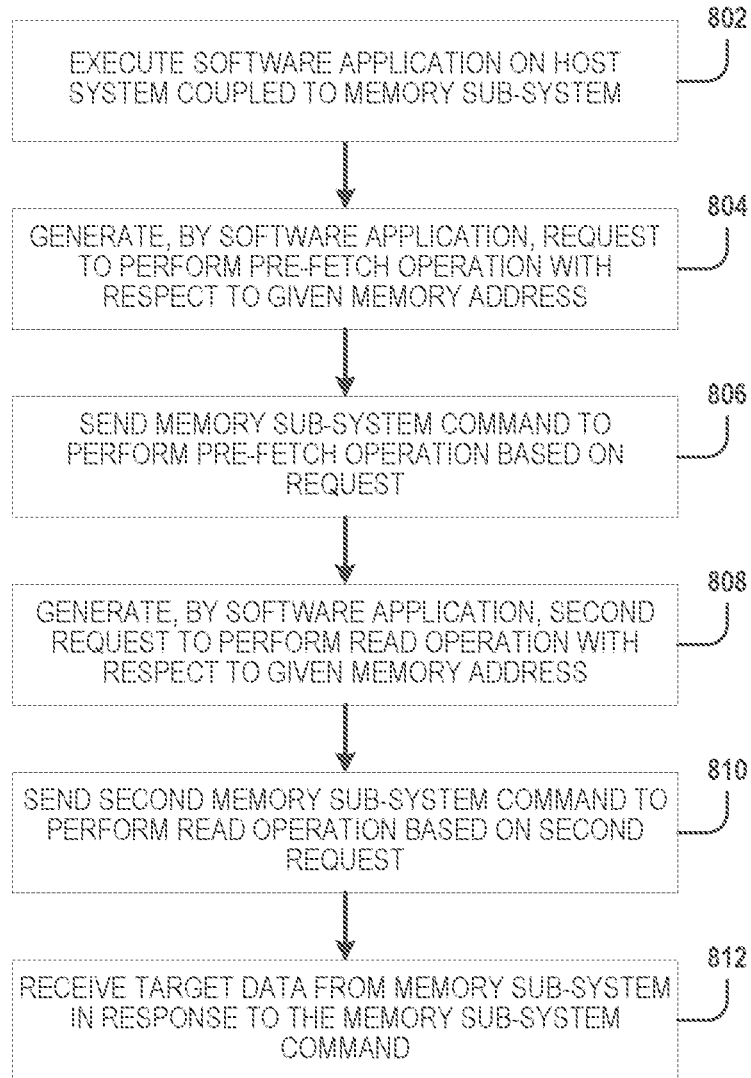 802
EXECUTE SOFTWARE APPLICATION ON HOST
SYSTEM COUPLED TO MEMORY SUB-SYSTEM
804
GENERATE, BY SOFTWARE APPLICATION, REQUEST
TO PERFORM PRE-FETCH OPERATION WITH
RESPECT TO GIVEN MEMORY ADDRESS
806
SEND MEMORY SUB-SYSTEM COMMAND TO
PERFORM PRE-FETCH OPERATION BASED ON
REQUEST
808
GENERATE, BY SOFTWARE APPLICATION, SECOND
REQUEST TO PERFORM READ OPERATION WITH
RESPECT TO GIVEN MEMORY ADDRESS
810
SEND SECOND MEMORY SUB-SYSTEM COMMAND TO
PERFORM READ OPERATION BASED ON SECOND
REQUEST
812
RECEIVE TARGET DATA FROM MEMORY SUB-SYSTEM
IN RESPONSE TO THE MEMORY SUB-SYSTEM
COMMAND